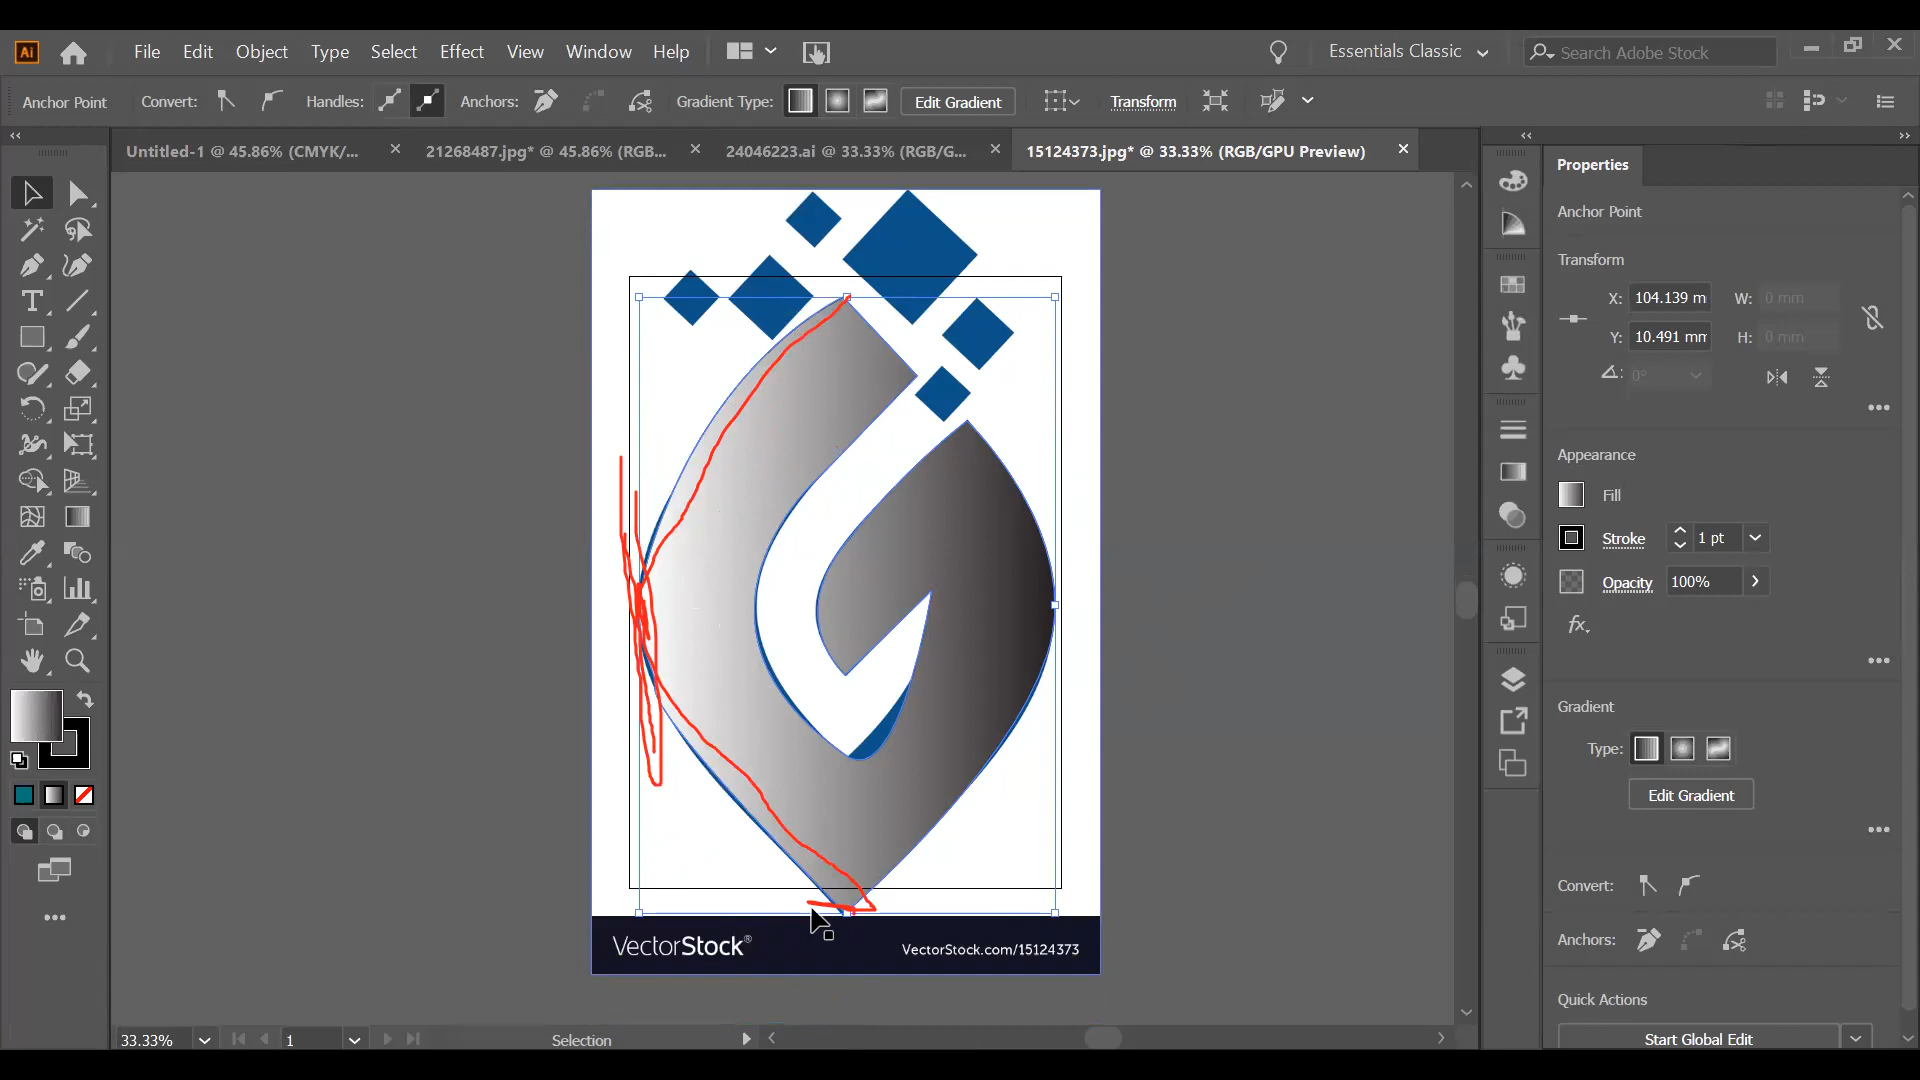 Ai File Edit Object Type Select Effect View Window Help Essentials Classic Search Adobe Stock
Anchor Point Convert: Handles: Anchors: Gradient Type: Edit Gradient Transform
Untitled-1 @ 45.86% (CMYK/... 21268487.jpg* @ 45.86% (RGB... 24046223.ai @ 33.33% (RGB/G... 15124373.jpg* @ 33.33% (RGB/GPU Preview)
Properties
Anchor Point
Transform
X: 104.139 m W: 0 mm
Y: 10.491 mm H: 0 mm
0°
Appearance
Fill
Stroke 1 pt
Opacity 100%
fx.
Gradient
Type:
Edit Gradient
Convert:
Anchors:
Quick Actions
Start Global Edit
VectorStock® VectorStock.com/15124373
33.33% 1 Selection